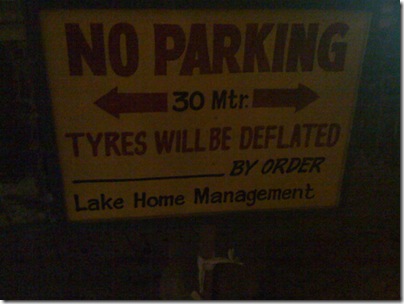 NO PARKING
30 Mtr.
TYRES WILL BE DEFLATED
BY ORDER
Lake Home Management